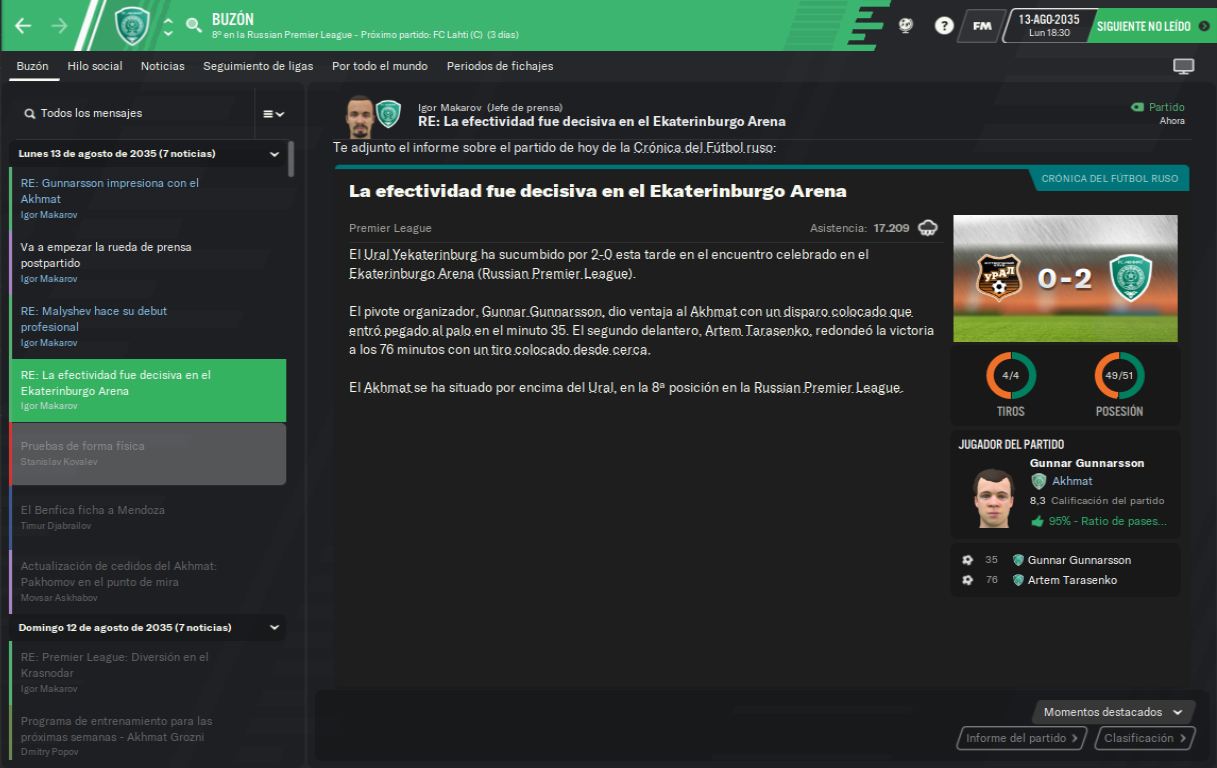 BUZÓN
8º en la Russian Premier League - Próximo partido: FC Lahti (C) (3 días)
FM
13-AGO-2035
Lun 18:30
SIGUIENTE NO LEÍDO
Buzón
Hilo social
Noticias
Seguimiento de ligas
Por todo el mundo
Periodos de fichajes
Todos los mensajes
Lunes 13 de agosto de 2035 (7 noticias)
RE: Gunnarsson impresiona con el
Akhmat
Igor Makarov
Va a empezar la rueda de prensa
postpartido
Igor Makarov
RE: Malyshev hace su debut
profesional
Igor Makarov
RE: La efectividad fue decisiva en el
Ekaterinburgo Arena
Igor Makarov
Pruebas de forma física
Stanislav Kovalev
El Benfica ficha a Mendoza
Timur Djabrailov
Actualización de cedidos del Akhmat:
Pakhomov en el punto de mira
Movsar Askhabov
Domingo 12 de agosto de 2035 (7 noticias)
RE: Premier League: Diversión en el
Krasnodar
Igor Makarov
Programa de entrenamiento para las
próximas semanas - Akhmat Grozni
Dmitry Popov
Igor Makarov (Jefe de prensa)
RE: La efectividad fue decisiva en el Ekaterinburgo Arena
Partido
Ahora
Te adjunto el informe sobre el partido de hoy de la Crónica del Fútbol ruso:
CRÓNICA DEL FÚTBOL RUSO
La efectividad fue decisiva en el Ekaterinburgo Arena
Premier League
Asistencia: 17.209
El Ural Yekaterinburg ha sucumbido por 2-0 esta tarde en el encuentro celebrado en el
Ekaterinburgo Arena (Russian Premier League).
El pivote organizador, Gunnar Gunnarsson, dio ventaja al Akhmat con un disparo colocado que
entró pegado al palo en el minuto 35. El segundo delantero, Artem Tarasenko, redondeó la victoria
a los 76 minutos con un tiro colocado desde cerca.
El Akhmat se ha situado por encima del Ural, en la 8ª posición en la Russian Premier League.
УРАЛ
0-2
4/4
TIROS
49/51
POSESIÓN
JUGADOR DEL PARTIDO
Gunnar Gunnarsson
Akhmat
8,3 Calificación del partido
95% - Ratio de pases...
35 Gunnar Gunnarsson
76 Artem Tarasenko
Momentos destacados
Informe del partido
Clasificación